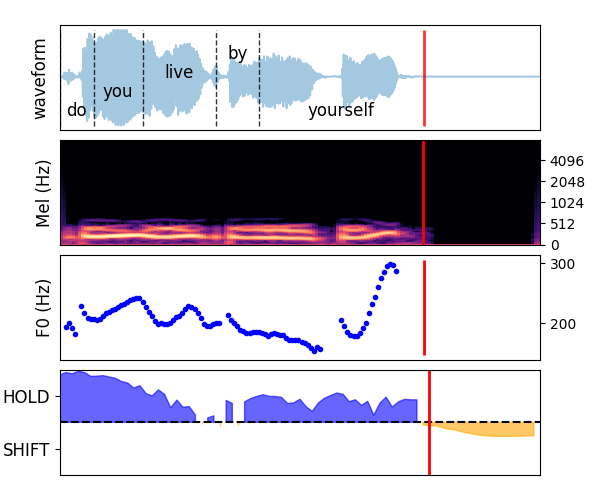 waveform
do you live by yourself
Mel (Hz)
4096
2048
1024
512
0
F0 (Hz)
300
200
HOLD
SHIFT